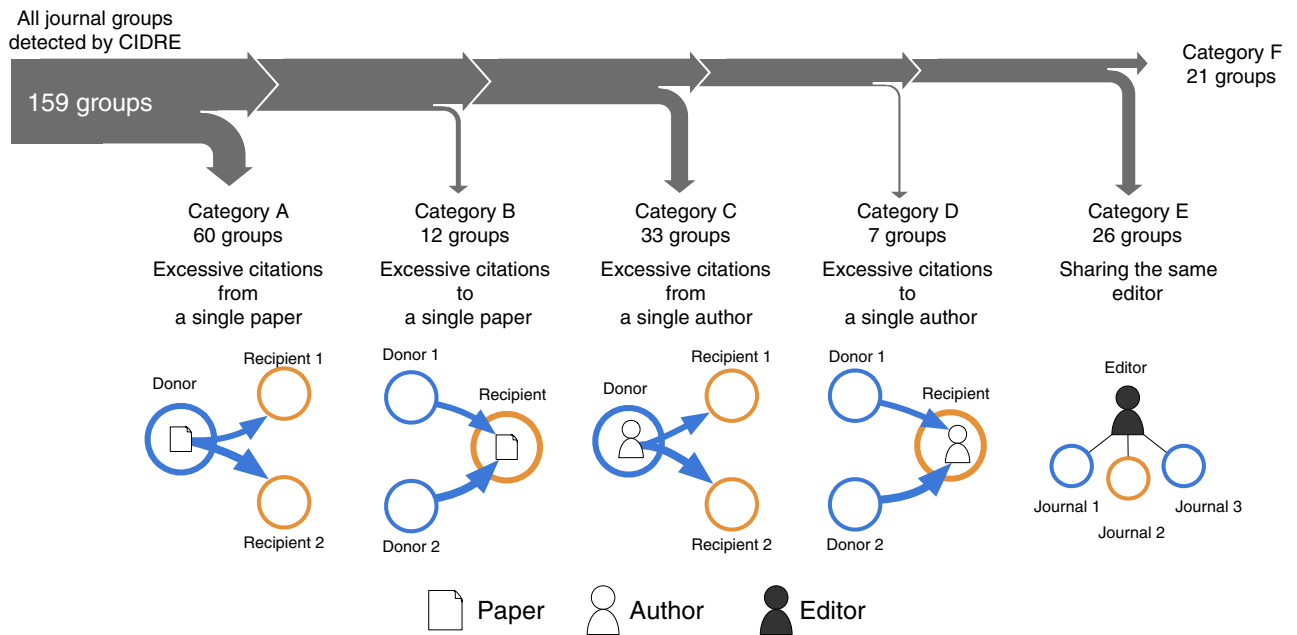 All journal groups
detected by CIDRE
159 groups
Category F
21 groups
Category A
60 groups
Excessive citations
from
a single paper
Category B
12 groups
Excessive citations
to
a single paper
Category C
33 groups
Excessive citations
from
a single author
Category D
7 groups
Excessive citations
to
a single author
Category E
26 groups
Sharing the same
editor
Donor
Recipient 1
Recipient 2
Donor 1
Recipient
Donor 2
Donor
Recipient 1
Recipient 2
Donor 1
Recipient
Donor 2
Editor
Journal 1
Journal 2
Journal 3
Paper
Author
Editor